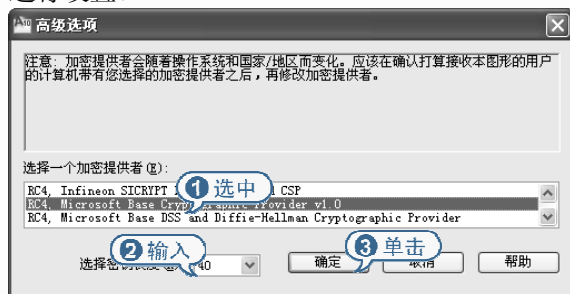 高级选项
注意: 加密提供者会随着操作系统和国家/地区而变化。应该在确认打算接收本图形的用户
的计算机带有您选择的加密提供者之后,再修改加密提供者。
选择一个加密提供者(E):
RC4, Infineon SICRYPT CSP
RC4, Microsoft Base Provider v1.0
RC4, Microsoft Base DSS and Diffie-Hellman Cryptographic Provider
1 选中
2 输入
3 单击
选择 40
确定 取消 帮助